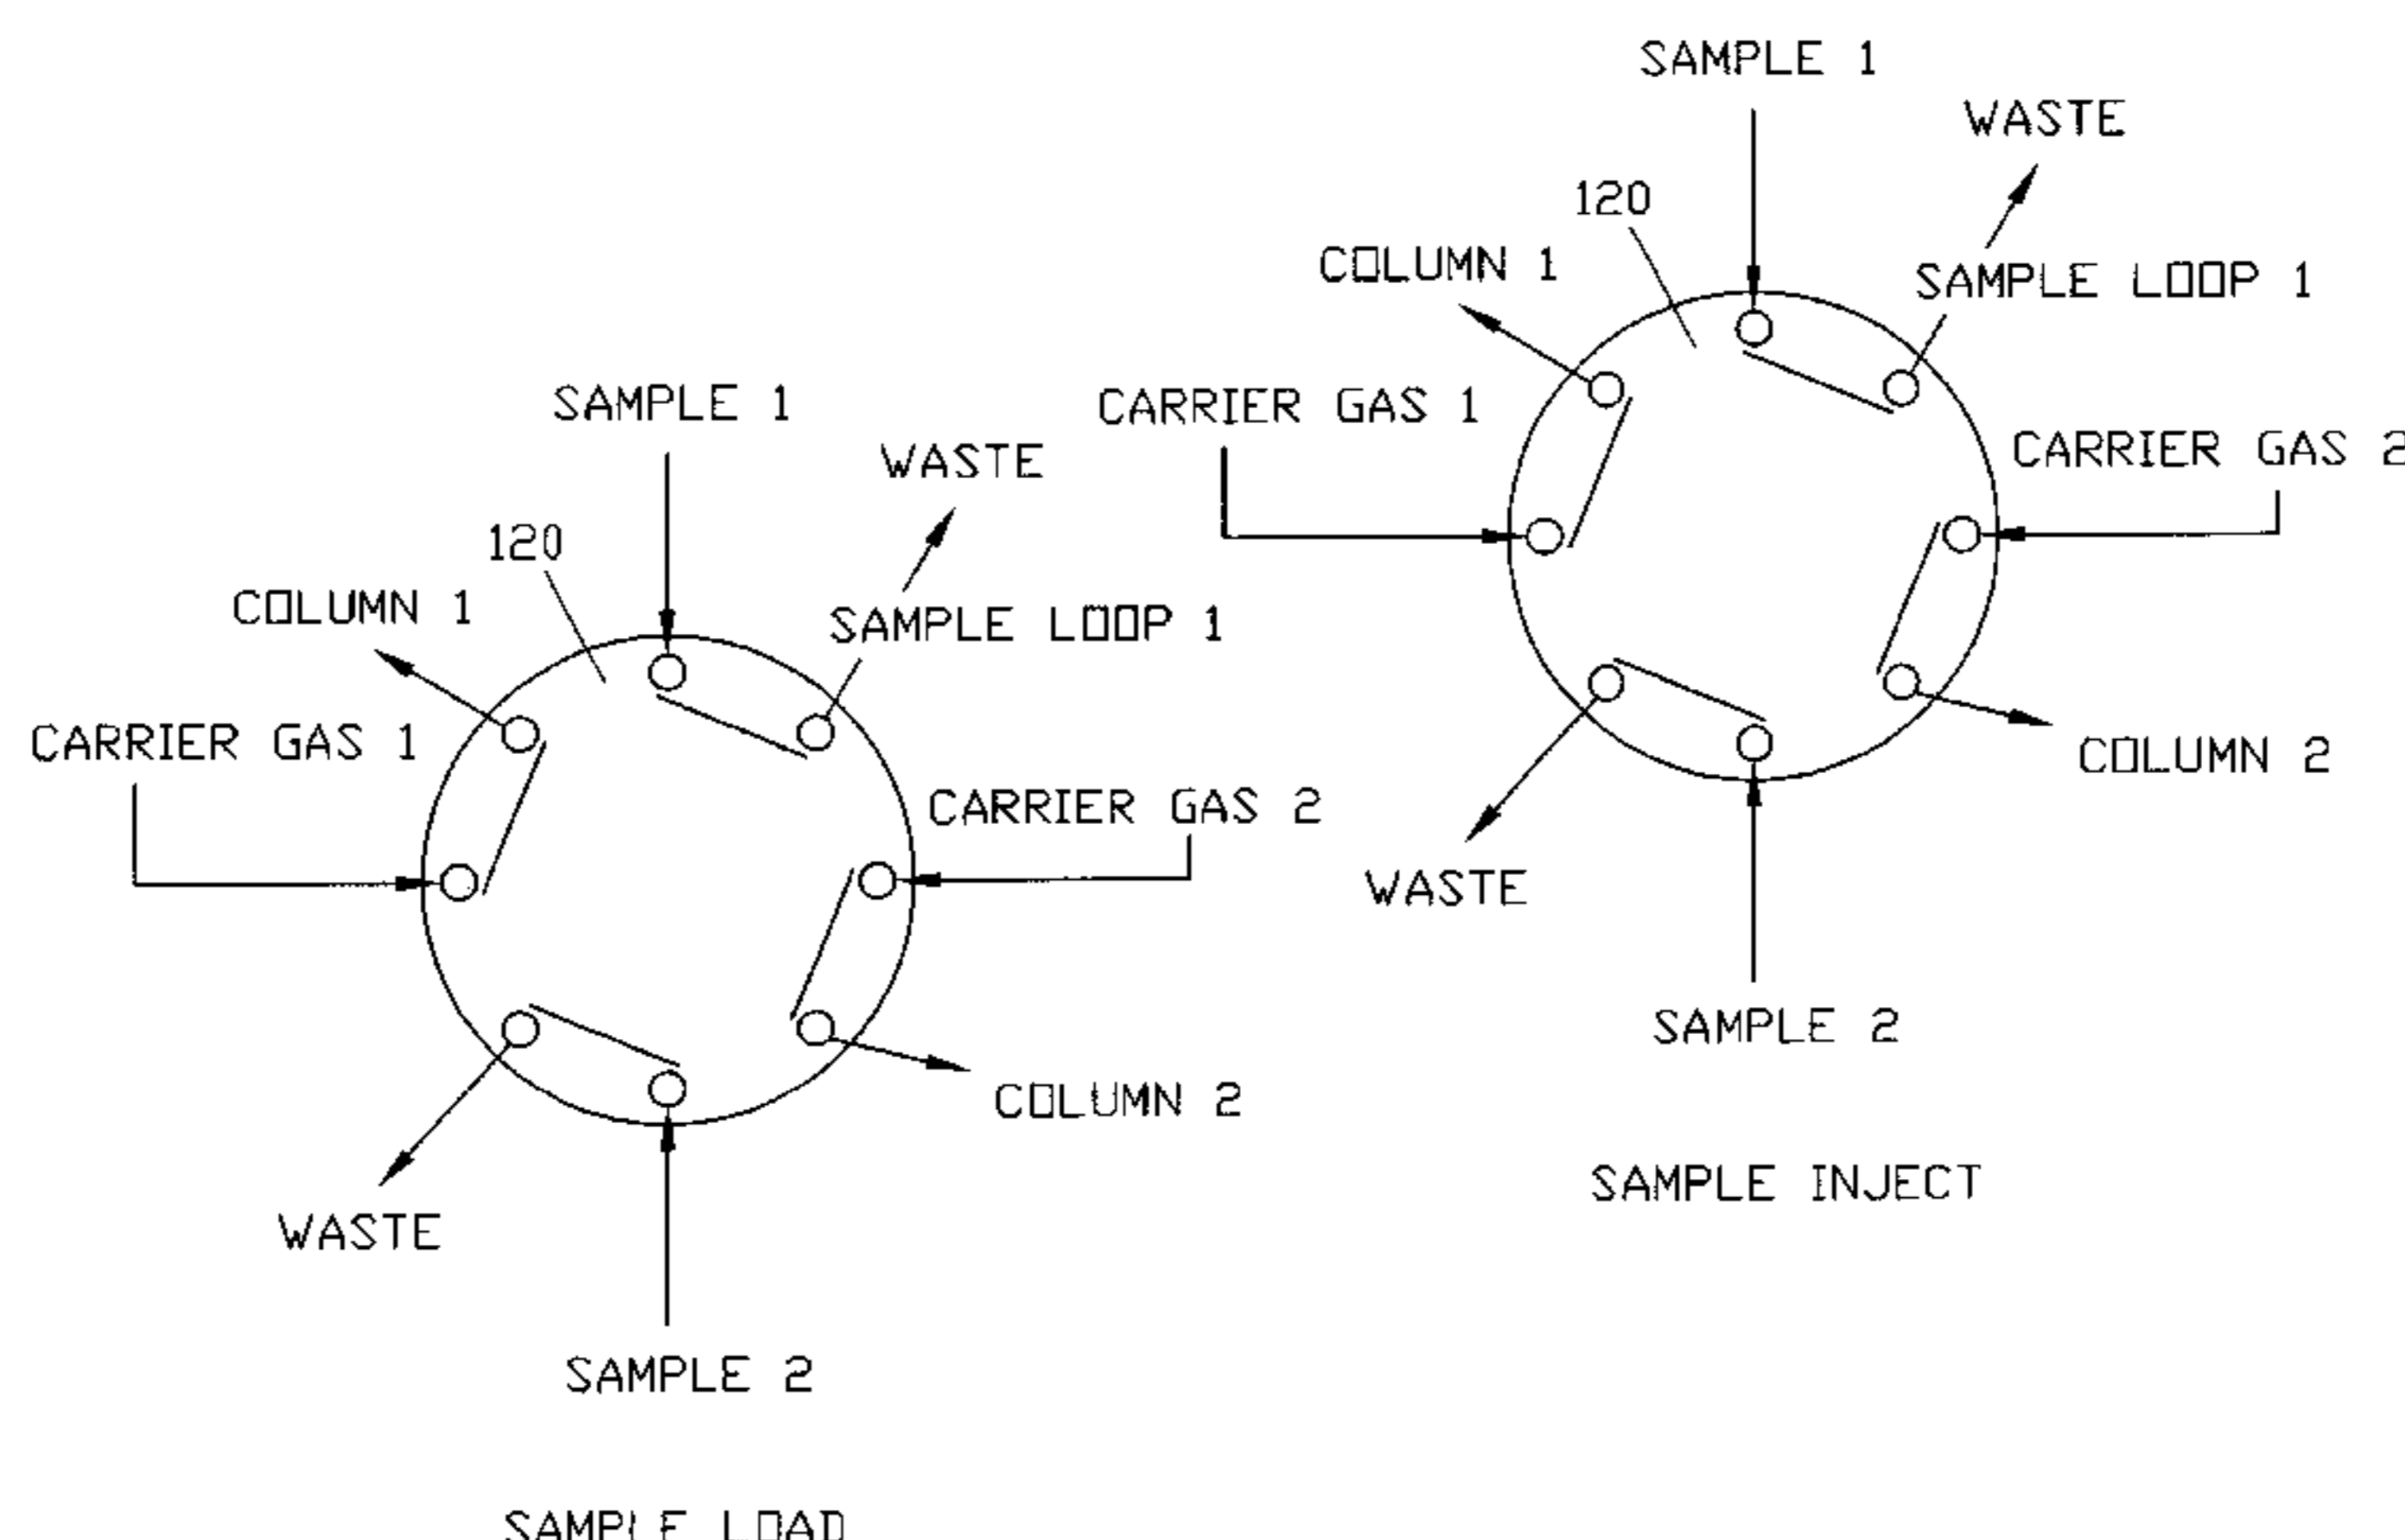 SAMPLE 1
WASTE
120
COLUMN 1
SAMPLE LOOP 1
CARRIER GAS 1
CARRIER GAS 2
COLUMN 2
WASTE
SAMPLE 2
SAMPLE LOAD
SAMPLE 1
WASTE
120
COLUMN 1
SAMPLE LOOP 1
CARRIER GAS 1
CARRIER GAS 2
COLUMN 2
WASTE
SAMPLE 2
SAMPLE INJECT